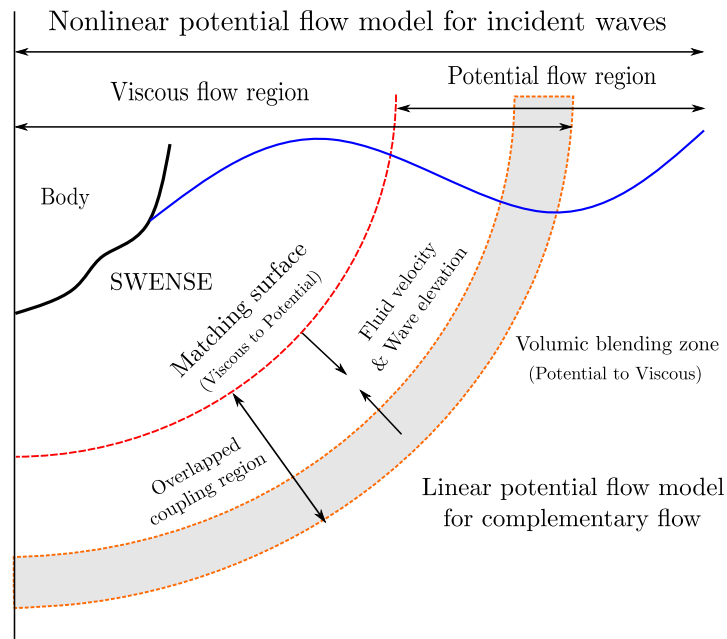 Nonlinear potential flow model for incident waves
Potential flow region
Viscous flow region
Body
SWENSE
Matching surface
(Viscous to Potential)
Fluid velocity
& Wave elevation
Volumic blending zone
(Potential to Viscous)
Overlapped
coupling region
Linear potential flow model
for complementary flow